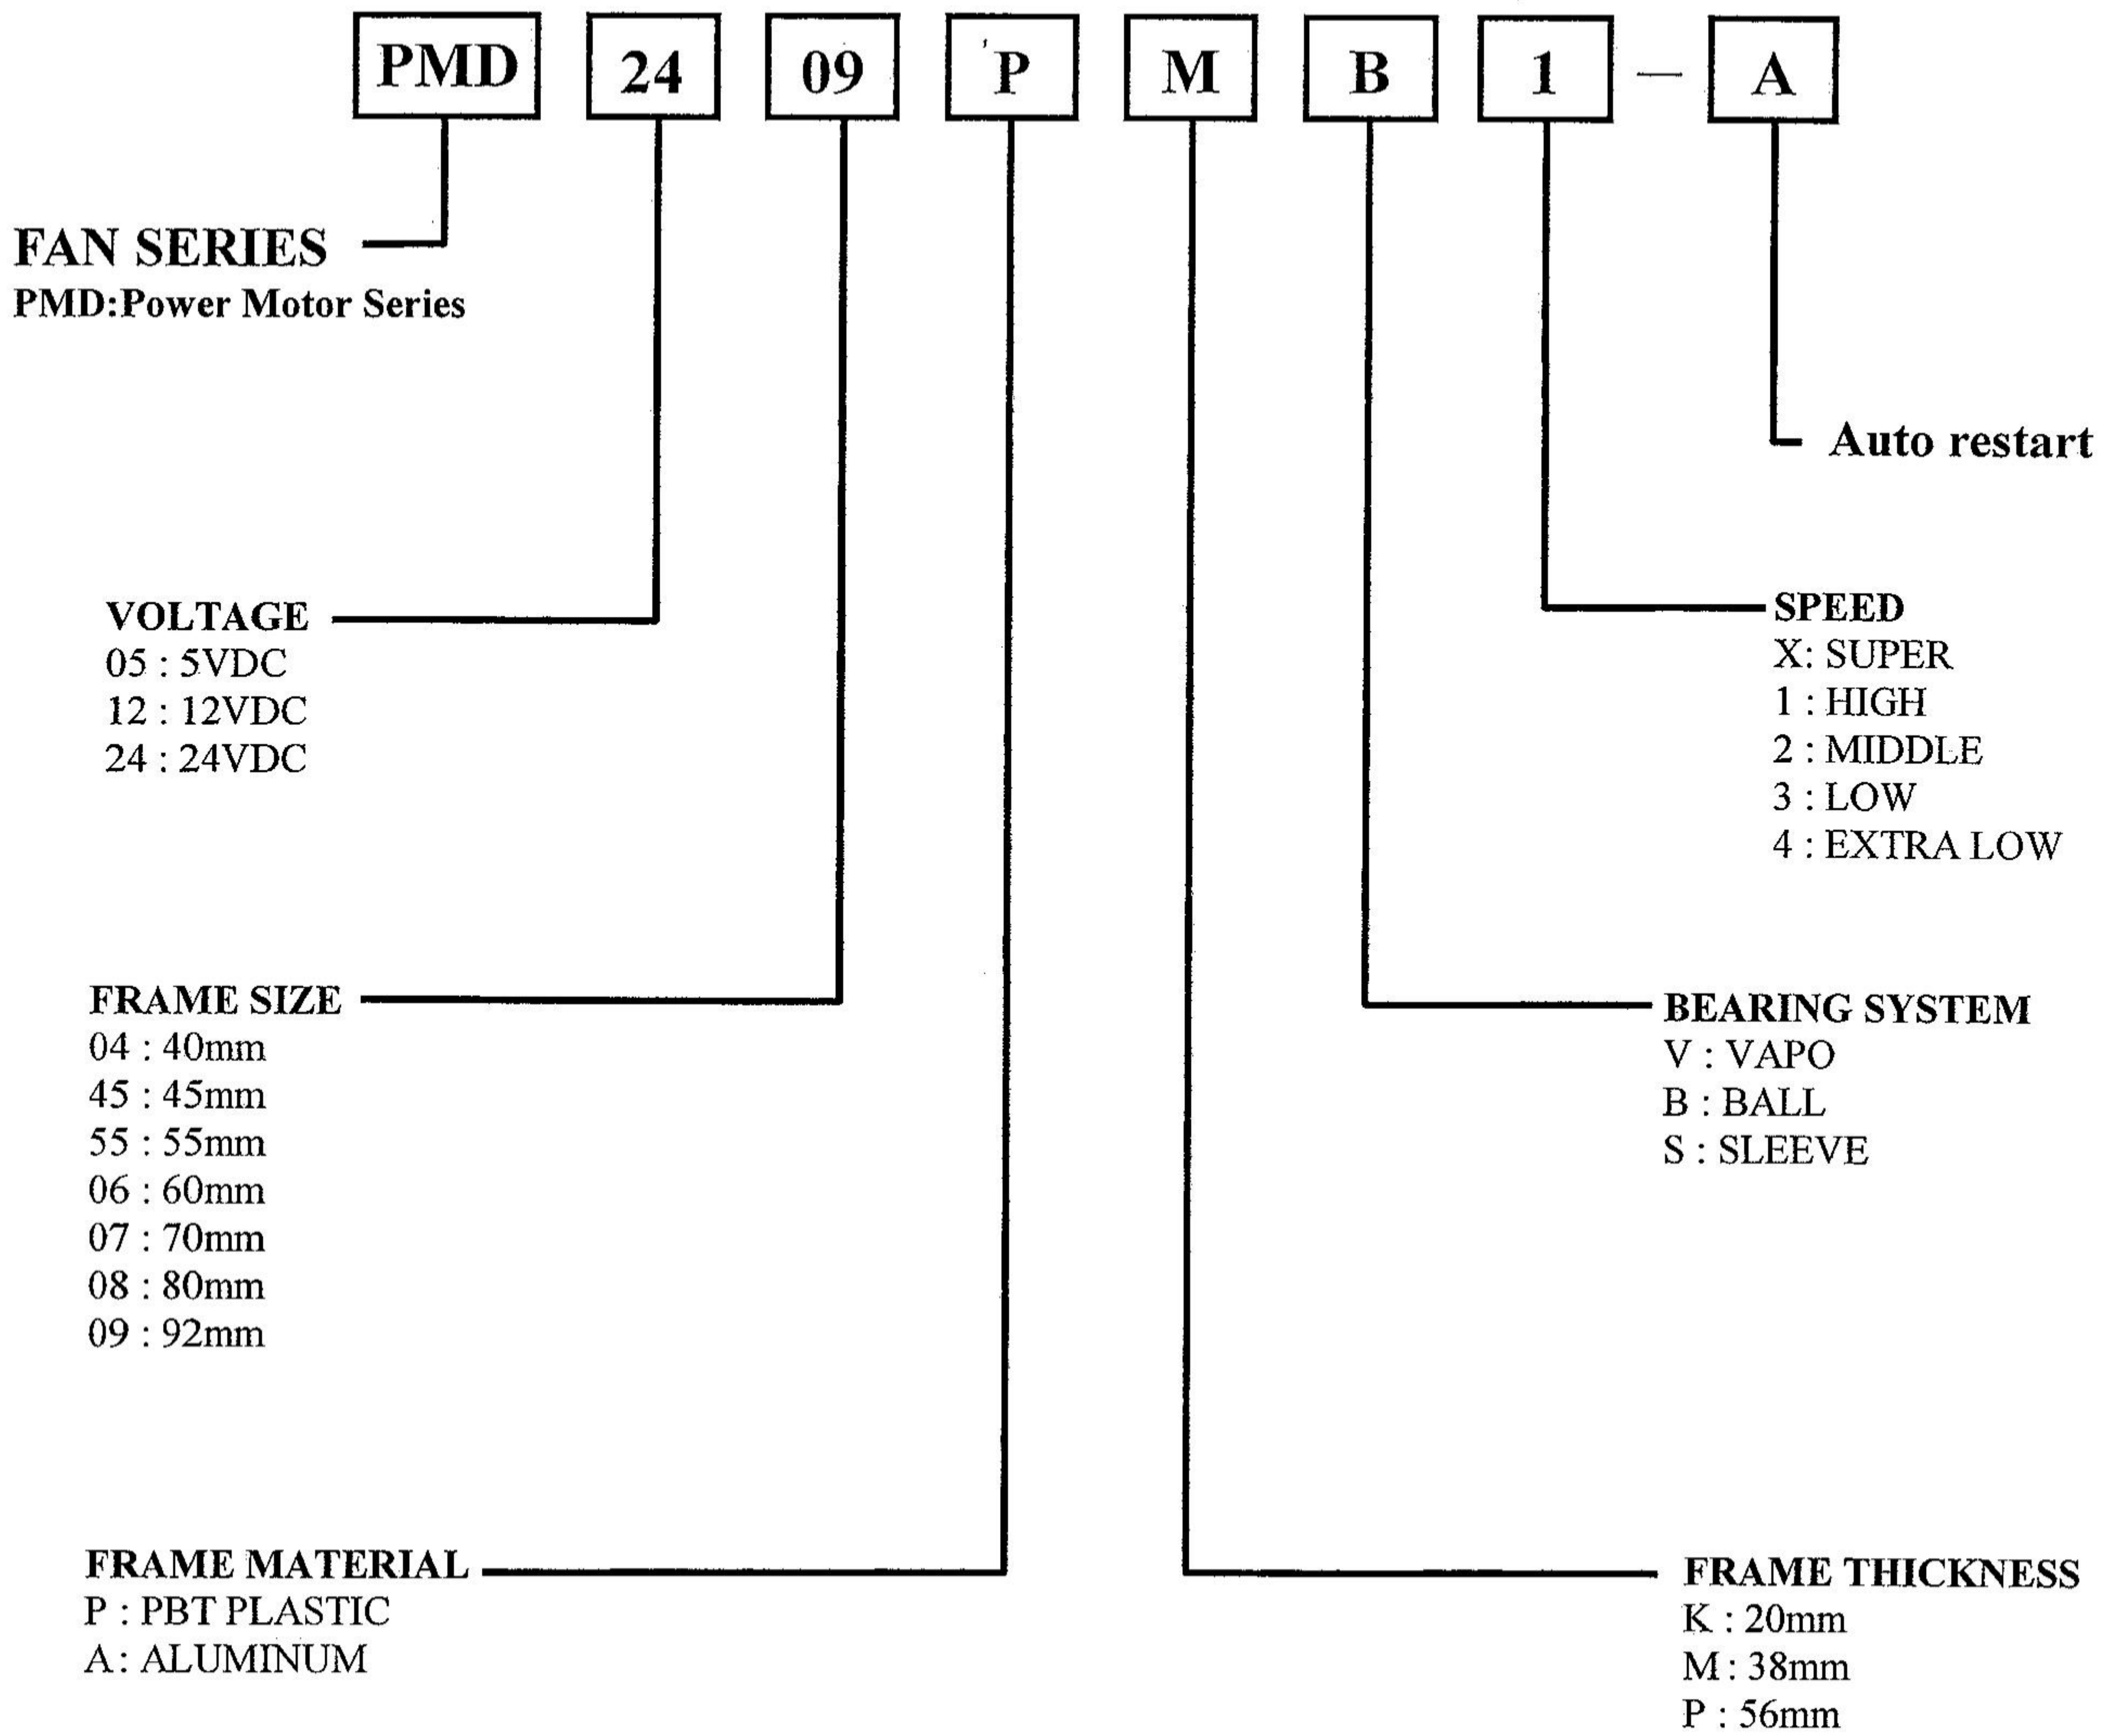 PMD 24 09 P M B 1 — A
FAN SERIES
PMD:Power Motor Series
Auto restart
VOLTAGE
05 : 5VDC
12 : 12VDC
24 : 24VDC
SPEED
X: SUPER
1 : HIGH
2 : MIDDLE
3 : LOW
4 : EXTRA LOW
FRAME SIZE
04 : 40mm
45 : 45mm
55 : 55mm
06 : 60mm
07 : 70mm
08 : 80mm
09 : 92mm
BEARING SYSTEM
V : VAPO
B : BALL
S : SLEEVE
FRAME MATERIAL
P : PBT PLASTIC
A : ALUMINUM
FRAME THICKNESS
K : 20mm
M : 38mm
P : 56mm